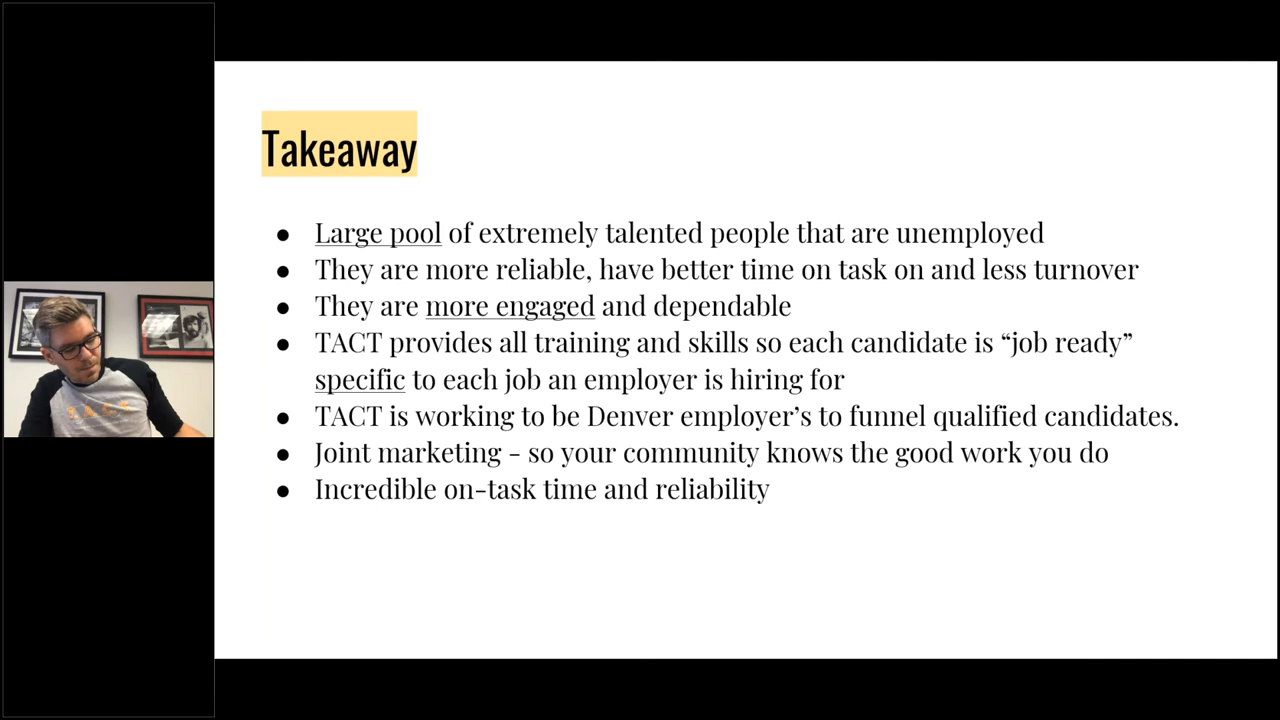 Takeaway
● Large pool of extremely talented people that are unemployed
● They are more reliable, have better time on task on and less turnover
● They are more engaged and dependable
● TACT provides all training and skills so each candidate is “job ready”
specific to each job an employer is hiring for
● TACT is working to be Denver employer’s to funnel qualified candidates.
● Joint marketing - so your community knows the good work you do
● Incredible on-task time and reliability
T.A.C.T.